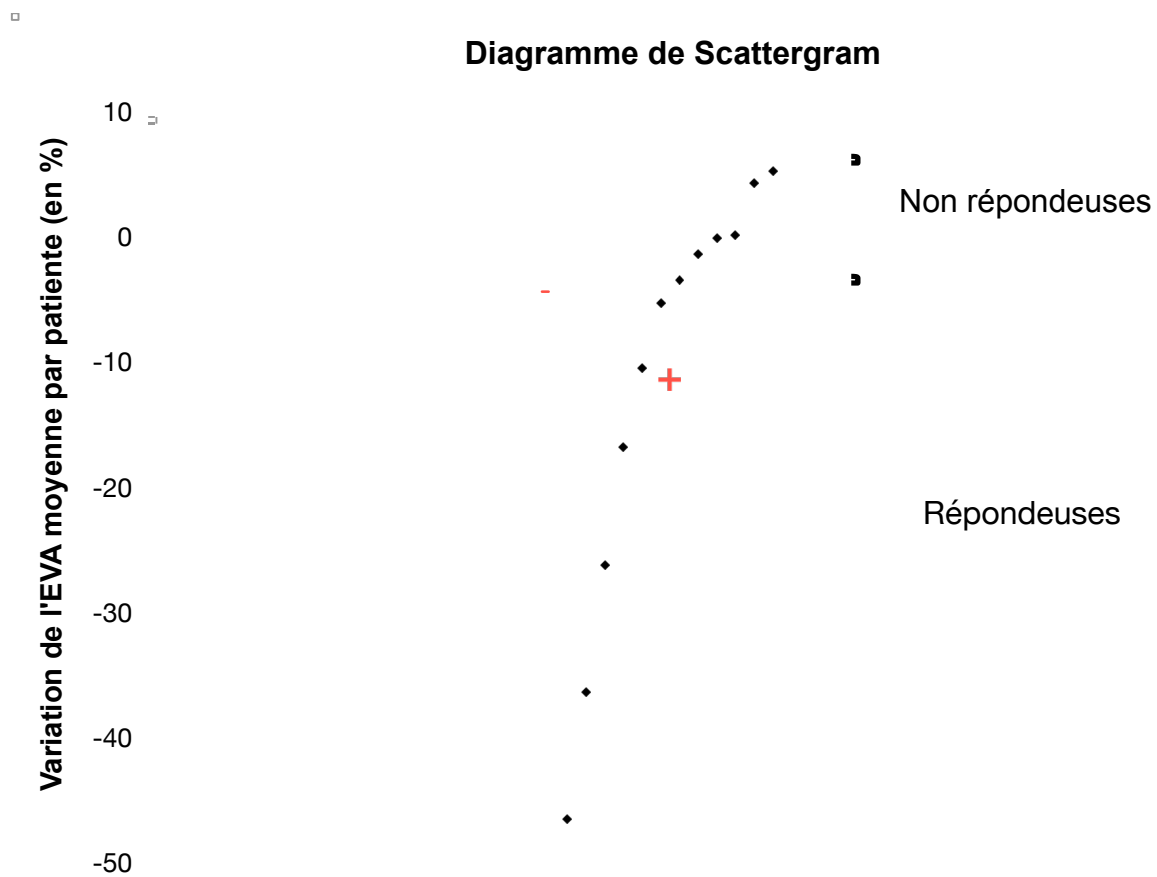 Diagramme de Scattergram
Variation de l'EVA moyenne par patiente (en %)
10
0
-10
-20
-30
-40
-50
Non répondeuses
Répondeuses